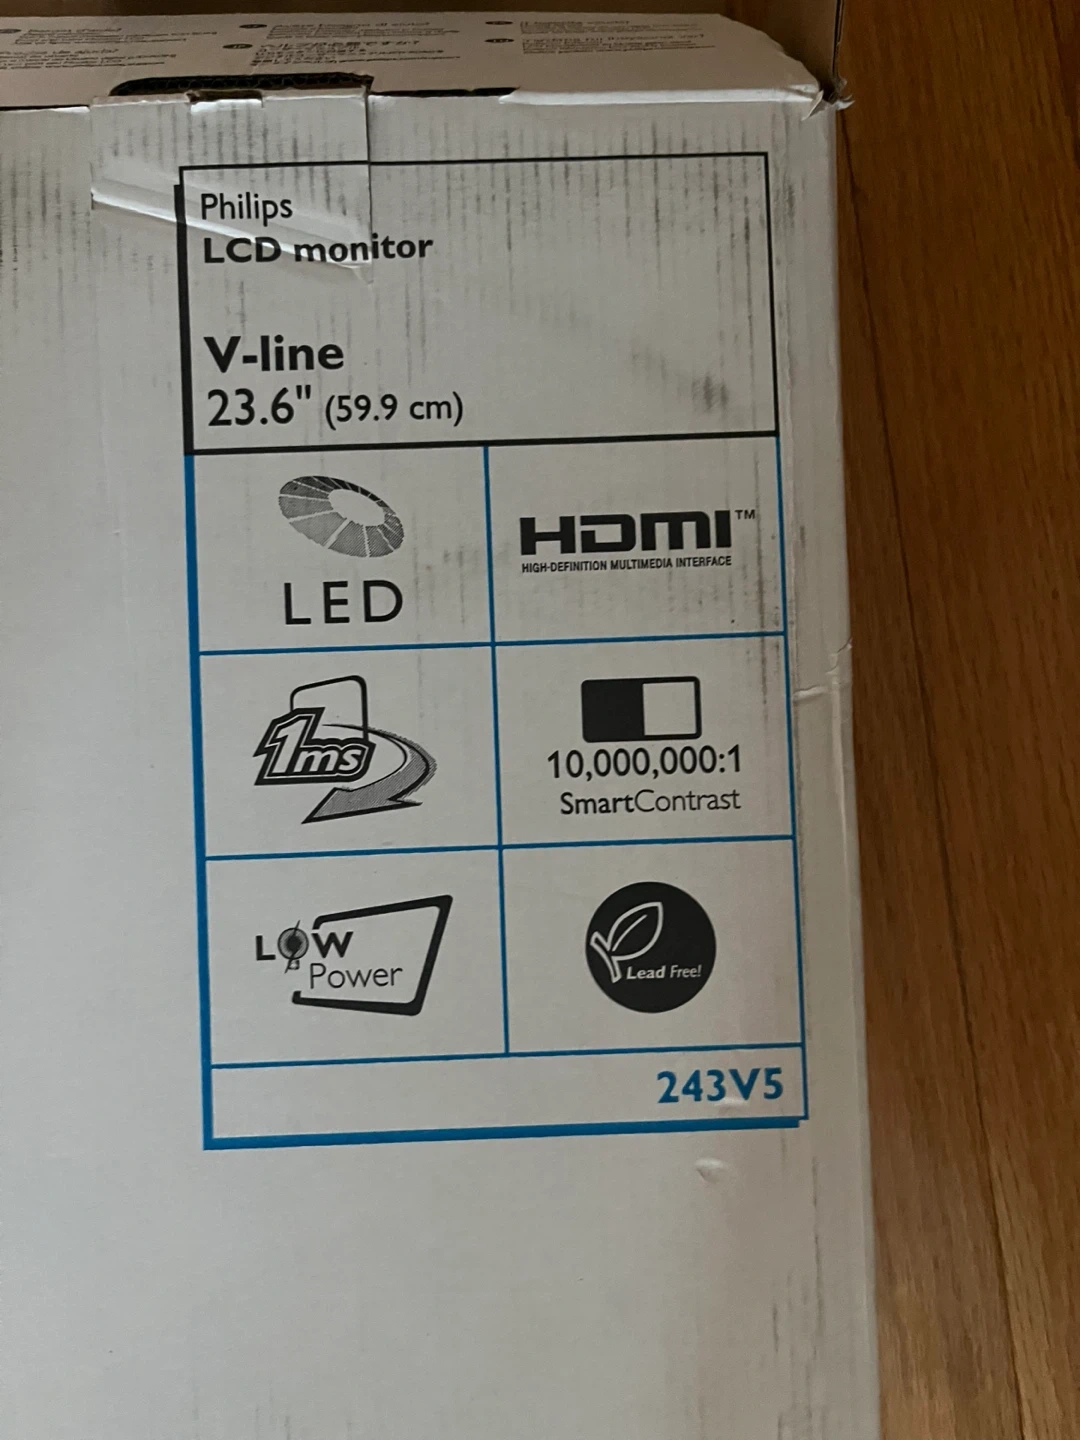 Philips
LCD monitor
V-line
23.6" (59.9 cm)
LED
HDMI™
HIGH-DEFINITION MULTIMEDIA INTERFACE
1ms
10,000,000:1
SmartContrast
LOW
Power
Lead Free!
243V5